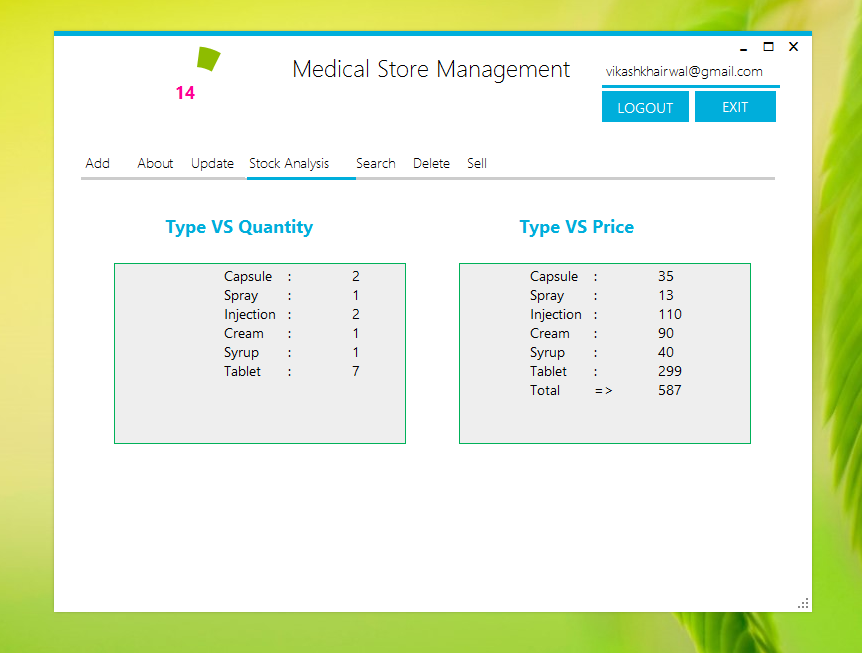 Medical Store Management
vikashkhairwal@gmail.com
14
LOGOUT EXIT
Add About Update Stock Analysis Search Delete Sell
Type VS Quantity
Capsule : 2
Spray : 1
Injection : 2
Cream : 1
Syrup : 1
Tablet : 7
Type VS Price
Capsule : 35
Spray : 13
Injection : 110
Cream : 90
Syrup : 40
Tablet : 299
Total => 587